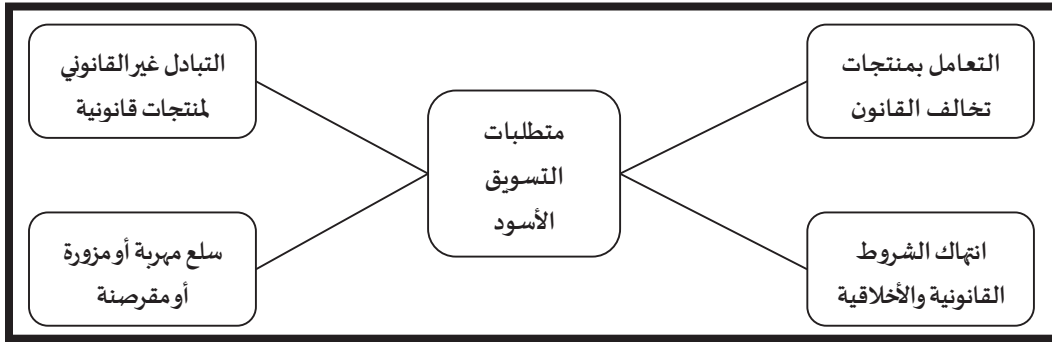 التعامل بمنتجات
تخالف القانون
التبادل غير القانوني
لمنتجات قانونية
متطلبات
التسويق
الأسود
انتهاك الشروط
القانونية والأخلاقية
سلع مهربة أو مزورة
أو مقرصنة